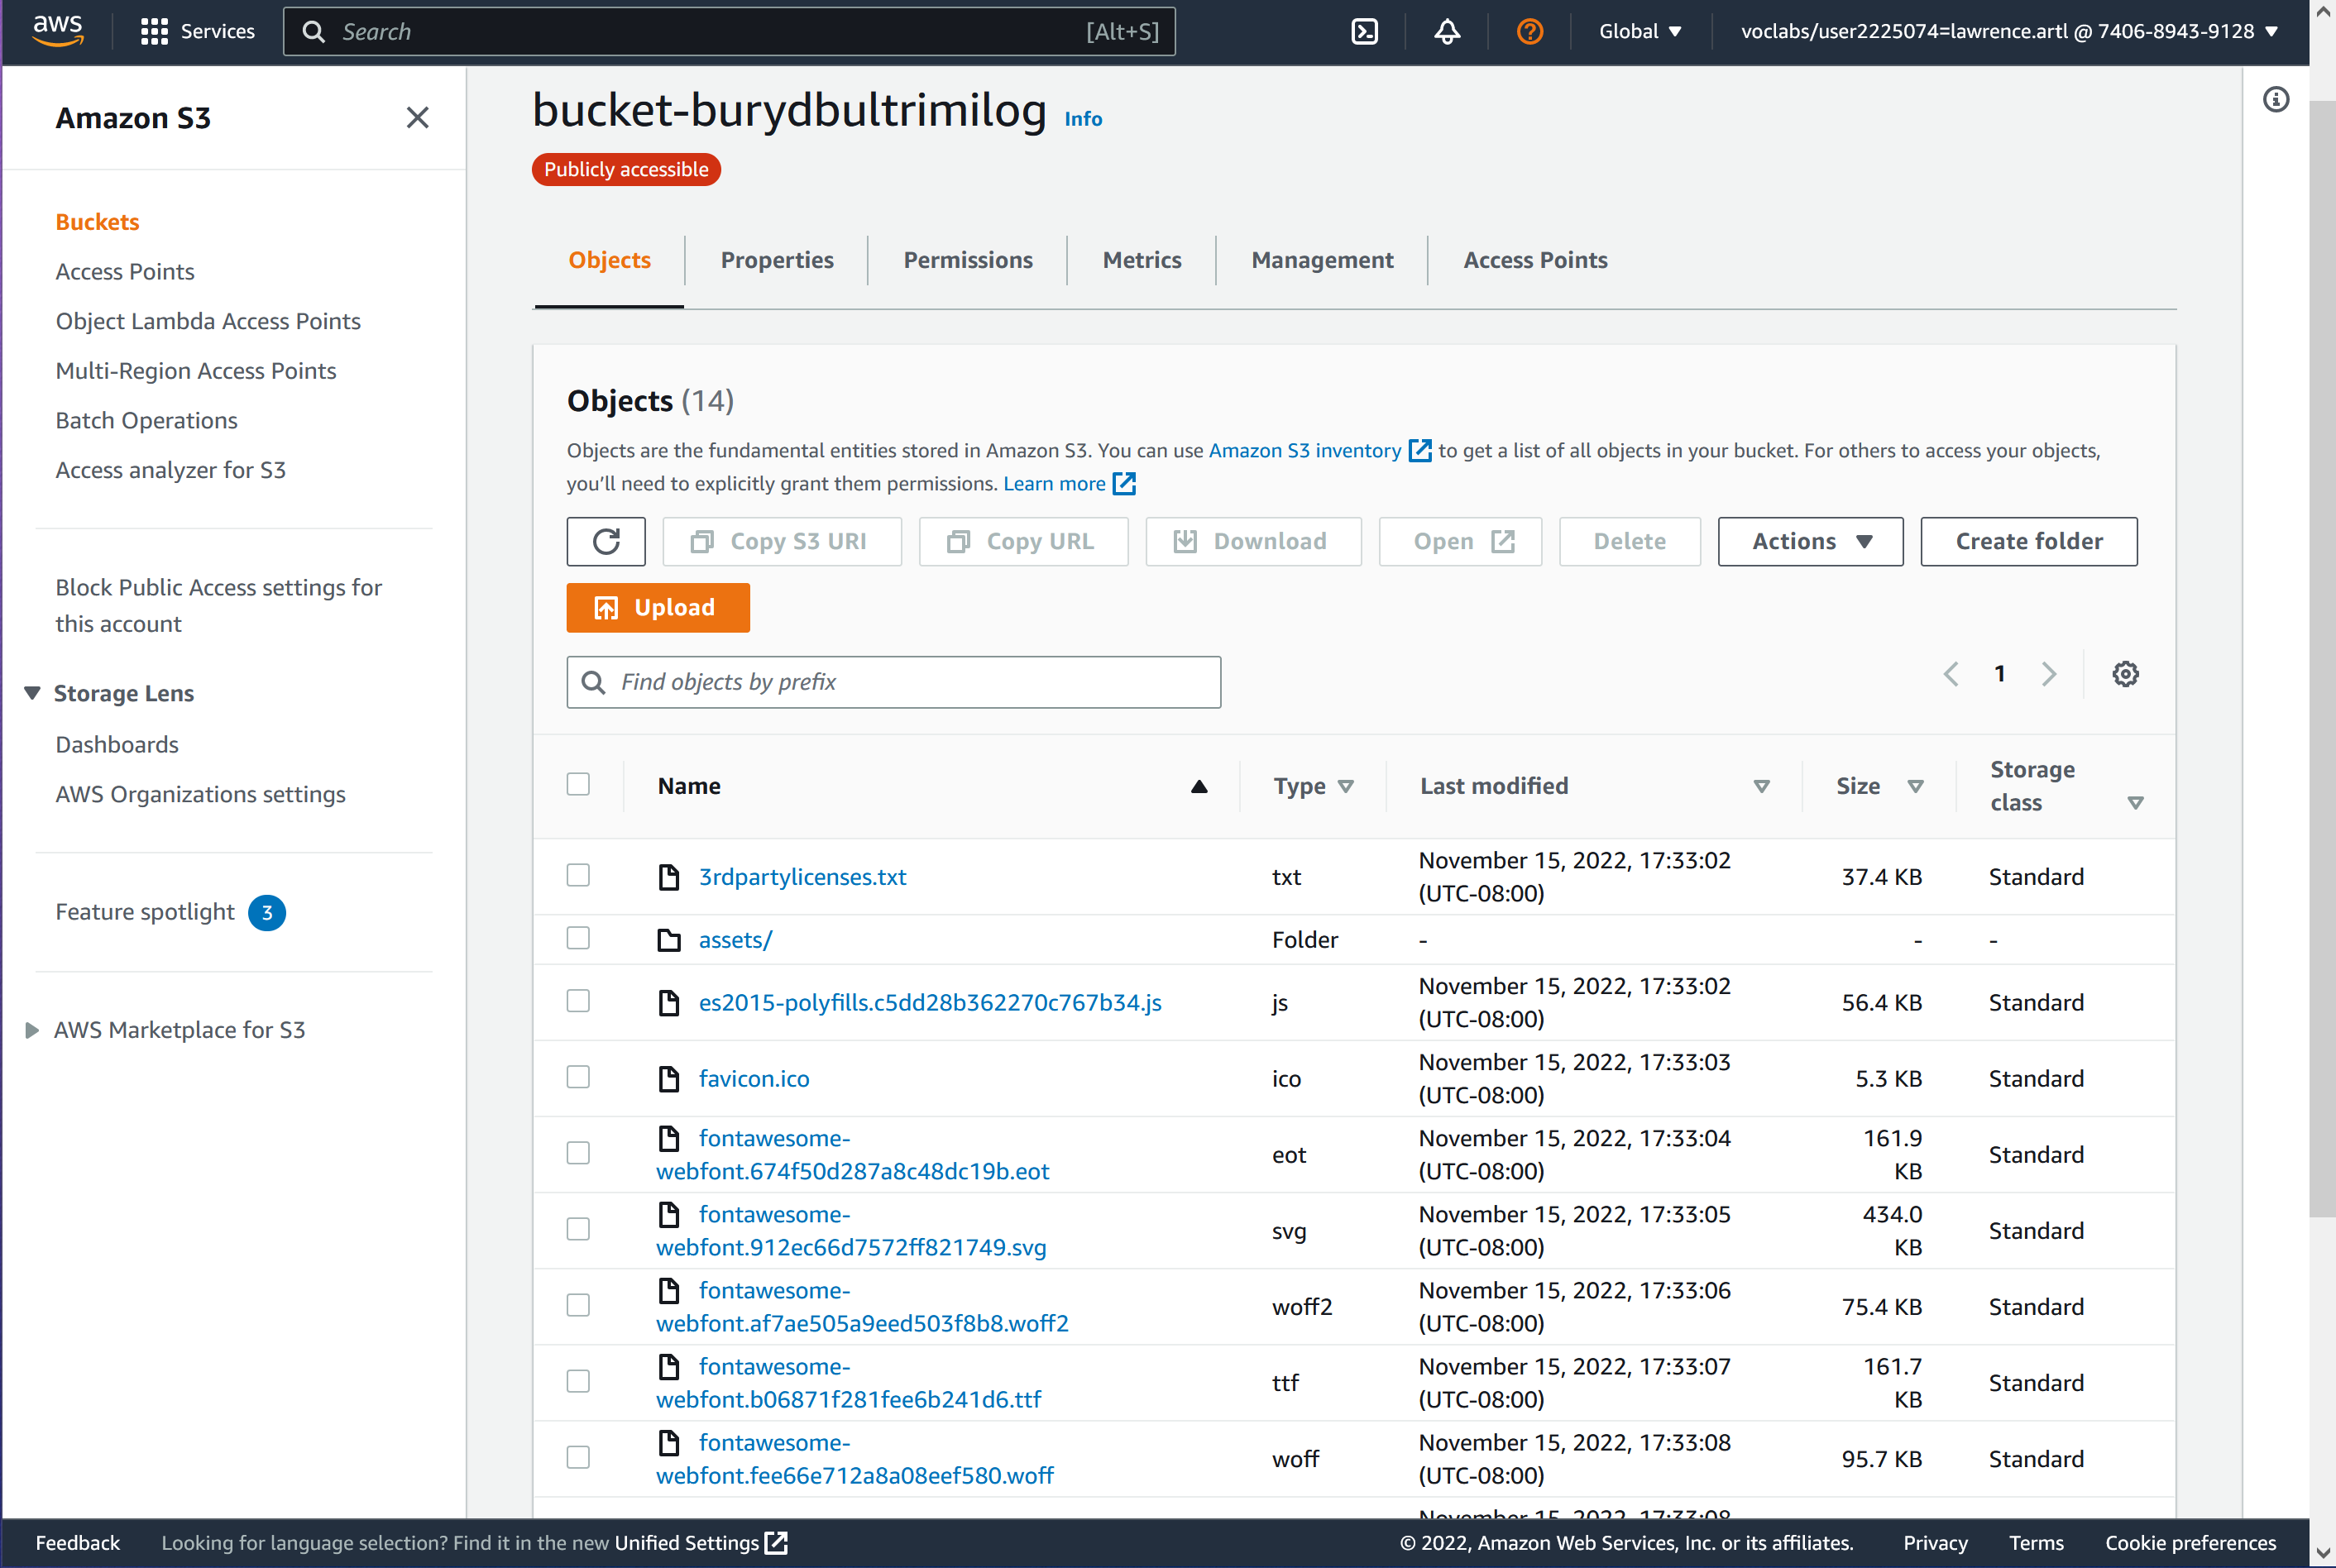 aws
Services
Search
[Alt+S]
Global
voclabs/user2225074=lawrence.artl @ 7406-8943-9128
Amazon S3
Buckets
Access Points
Object Lambda Access Points
Multi-Region Access Points
Batch Operations
Access analyzer for S3
Block Public Access settings for
this account
Storage Lens
Dashboards
AWS Organizations settings
Feature spotlight 3
AWS Marketplace for S3
bucket-burydbultrimilog Info
Publicly accessible
Objects
Properties
Permissions
Metrics
Management
Access Points
Objects (14)
Objects are the fundamental entities stored in Amazon S3. You can use Amazon S3 inventory to get a list of all objects in your bucket. For others to access your objects,
you’ll need to explicitly grant them permissions. Learn more
Copy S3 URI
Copy URL
Download
Open
Delete
Actions
Create folder
Upload
Find objects by prefix
1
Name
Type
Last modified
Size
Storage
class
3rdpartylicenses.txt
txt
November 15, 2022, 17:33:02
(UTC-08:00)
37.4 KB
Standard
assets/
Folder
-
-
-
es2015-polyfills.c5dd28b362270c767b34.js
js
November 15, 2022, 17:33:02
(UTC-08:00)
56.4 KB
Standard
favicon.ico
ico
November 15, 2022, 17:33:03
(UTC-08:00)
5.3 KB
Standard
fontawesome-
webfont.674f50d287a8c48dc19b.eot
eot
November 15, 2022, 17:33:04
(UTC-08:00)
161.9
KB
Standard
fontawesome-
webfont.912ec66d7572ff821749.svg
svg
November 15, 2022, 17:33:05
(UTC-08:00)
434.0
KB
Standard
fontawesome-
webfont.af7ae505a9eed503f8b8.woff2
woff2
November 15, 2022, 17:33:06
(UTC-08:00)
75.4 KB
Standard
fontawesome-
webfont.b06871f281fee6b241d6.ttf
ttf
November 15, 2022, 17:33:07
(UTC-08:00)
161.7
KB
Standard
fontawesome-
webfont.fee66e712a8a08eef580.woff
woff
November 15, 2022, 17:33:08
(UTC-08:00)
95.7 KB
Standard
November 15, 2022, 17:33:08
Feedback
Looking for language selection? Find it in the new Unified Settings
© 2022, Amazon Web Services, Inc. or its affiliates.
Privacy
Terms
Cookie preferences